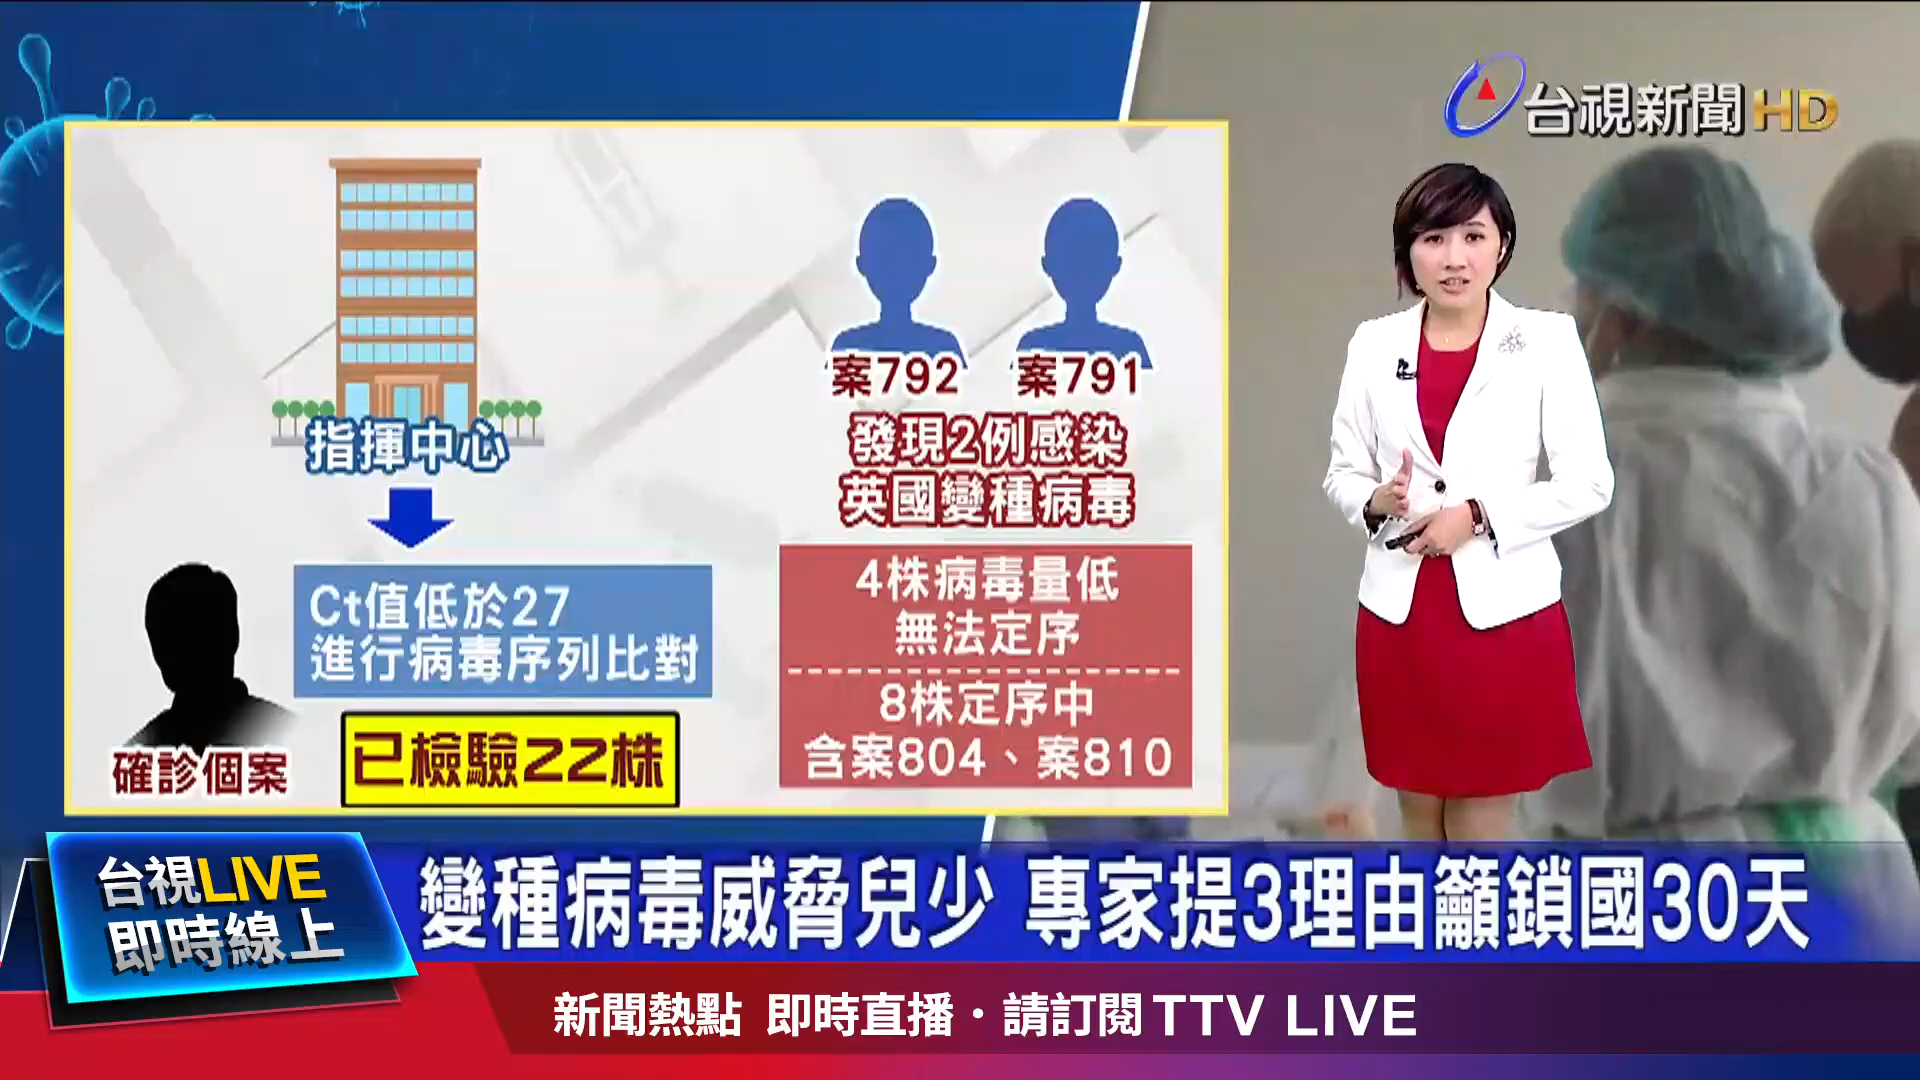 台視新聞HD
指揮中心
Ct值低於27
進行病毒序列比對
確診個案
已檢驗22株
案792
案791
發現2例感染
英國變種病毒
4株病毒量低
無法定序
8株定序中
含案804、案810
台視LIVE
即時線上
變種病毒威脅兒少 專家提3理由籲鎖國30天
新聞熱點 即時直播・請訂閱TTV LIVE